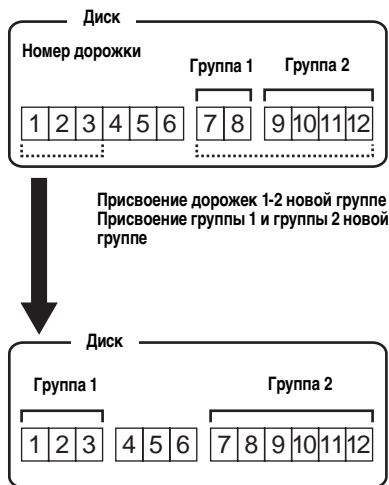 Диск
Номер дорожки
Группа 1 Группа 2
1 2 3 4 5 6 7 8 9 10 11 12
Присвоение дорожек 1-2 новой группе
Присвоение группы 1 и группы 2 новой
группе
Диск
Группа 1 Группа 2
1 2 3 4 5 6 7 8 9 10 11 12